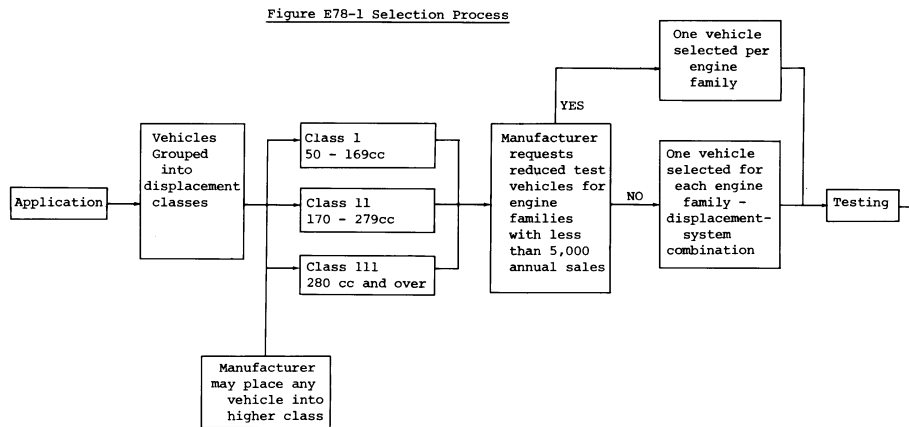 Figure E78-1 Selection Process
Application
Vehicles
Grouped
into
displacement
classes
Class l
50 - 169cc
Class ll
170 - 279cc
Class lll
280 cc and over
Manufacturer
may place any
vehicle into
higher class
Manufacturer
requests
reduced test
vehicles for
engine
families
with less
than 5,000
annual sales
YES
NO
One vehicle
selected per
engine
family
One vehicle
selected for
each engine
family -
displacement-
system
combination
Testing